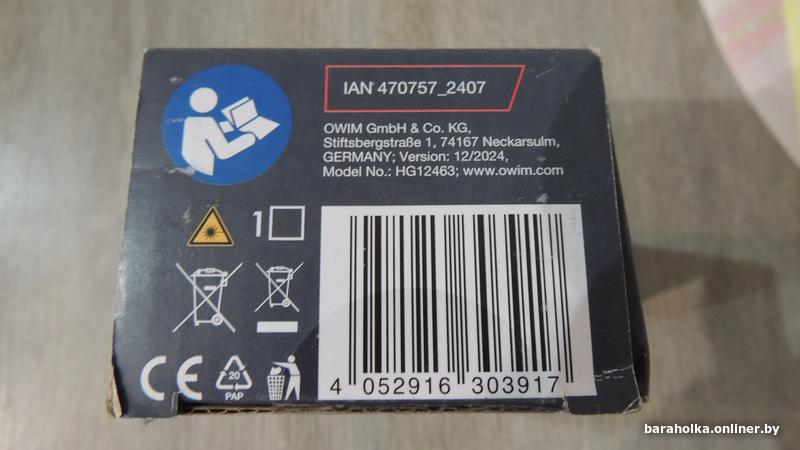 IAN 470757_2407
OWIM GmbH & Co. KG,
Stiftsbergstraße 1, 74167 Neckarsulm,
GERMANY; Version: 12/2024,
Model No.: HG12463; www.owim.com
1
CE
20
PAP
4 052916 303917
baraholka.onliner.by